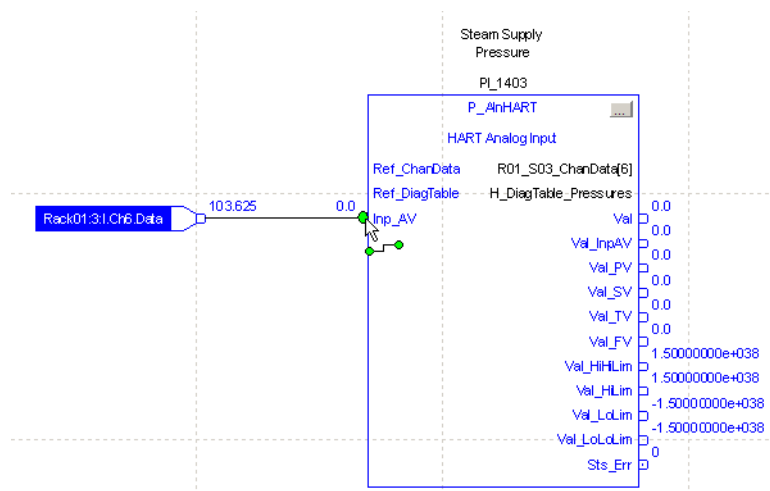 Steam Supply
Pressure
PI_1403
P_AInHART
...
HART Analog Input
Ref_ChanData R01_S03_ChanData[6]
Ref_DiagTable H_DiagTable_Pressures
Rack01:3:I.Ch6.Data 103.625 0.0 Inp_AV Val 0.0
Val_InpAV 0.0
Val_PV 0.0
Val_SV 0.0
Val_TV 0.0
Val_FV 0.0
Val_HiHiLim 1.50000000e+038
Val_HiLim 1.50000000e+038
Val_LoLim -1.50000000e+038
Val_LoLoLim -1.50000000e+038
Sts_Err 0